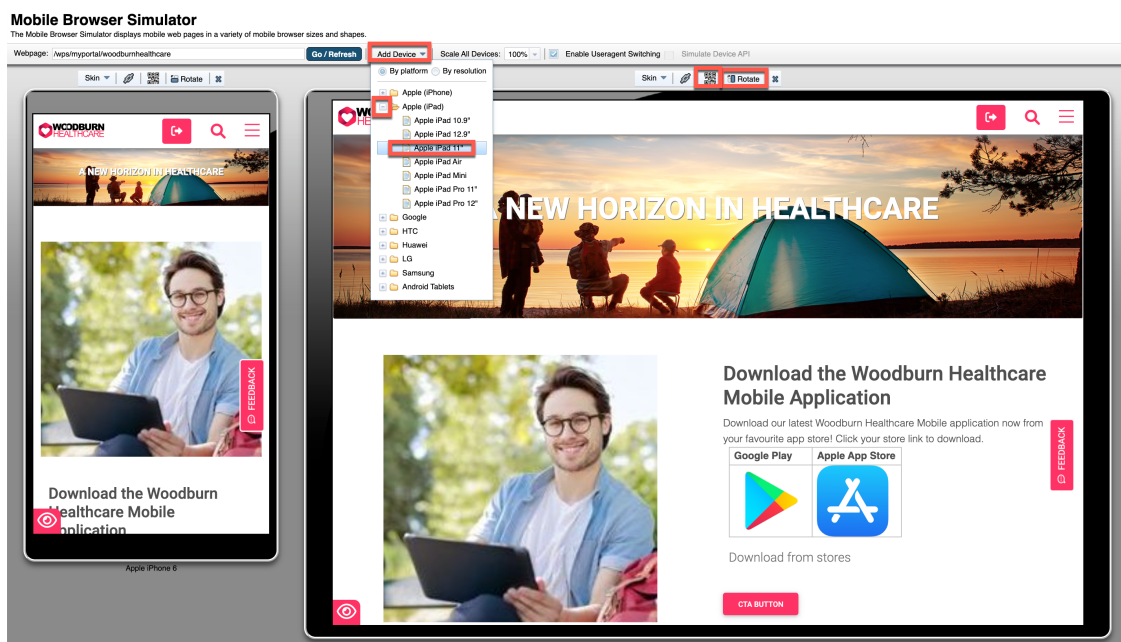 Mobile Browser Simulator
The Mobile Browser Simulator displays mobile web pages in a variety of mobile browser sizes and shapes.
Webpage: /wps/myportal/woodburnhealthcare Go / Refresh Add Device Scale All Devices: 100% Enable Useragent Switching Simulate Device API
Skin Rotate
WOODBURN
HEALTHCARE
A NEW HORIZON IN HEALTHCARE
FEEDBACK
Download the Woodburn
Healthcare Mobile
Application
Apple iPhone 6
By platform By resolution
Apple (iPhone)
Apple (iPad)
Apple iPad 10.9"
Apple iPad 12.9"
Apple iPad 11"
Apple iPad Air
Apple iPad Mini
Apple iPad Pro 11"
Apple iPad Pro 12"
Google
HTC
Huawei
LG
Samsung
Android Tablets
Skin Rotate
A NEW HORIZON IN HEALTHCARE
Download the Woodburn Healthcare
Mobile Application
Download our latest Woodburn Healthcare Mobile application now from
your favourite app store! Click your store link to download.
Google Play Apple App Store
Download from stores
CTA BUTTON
FEEDBACK